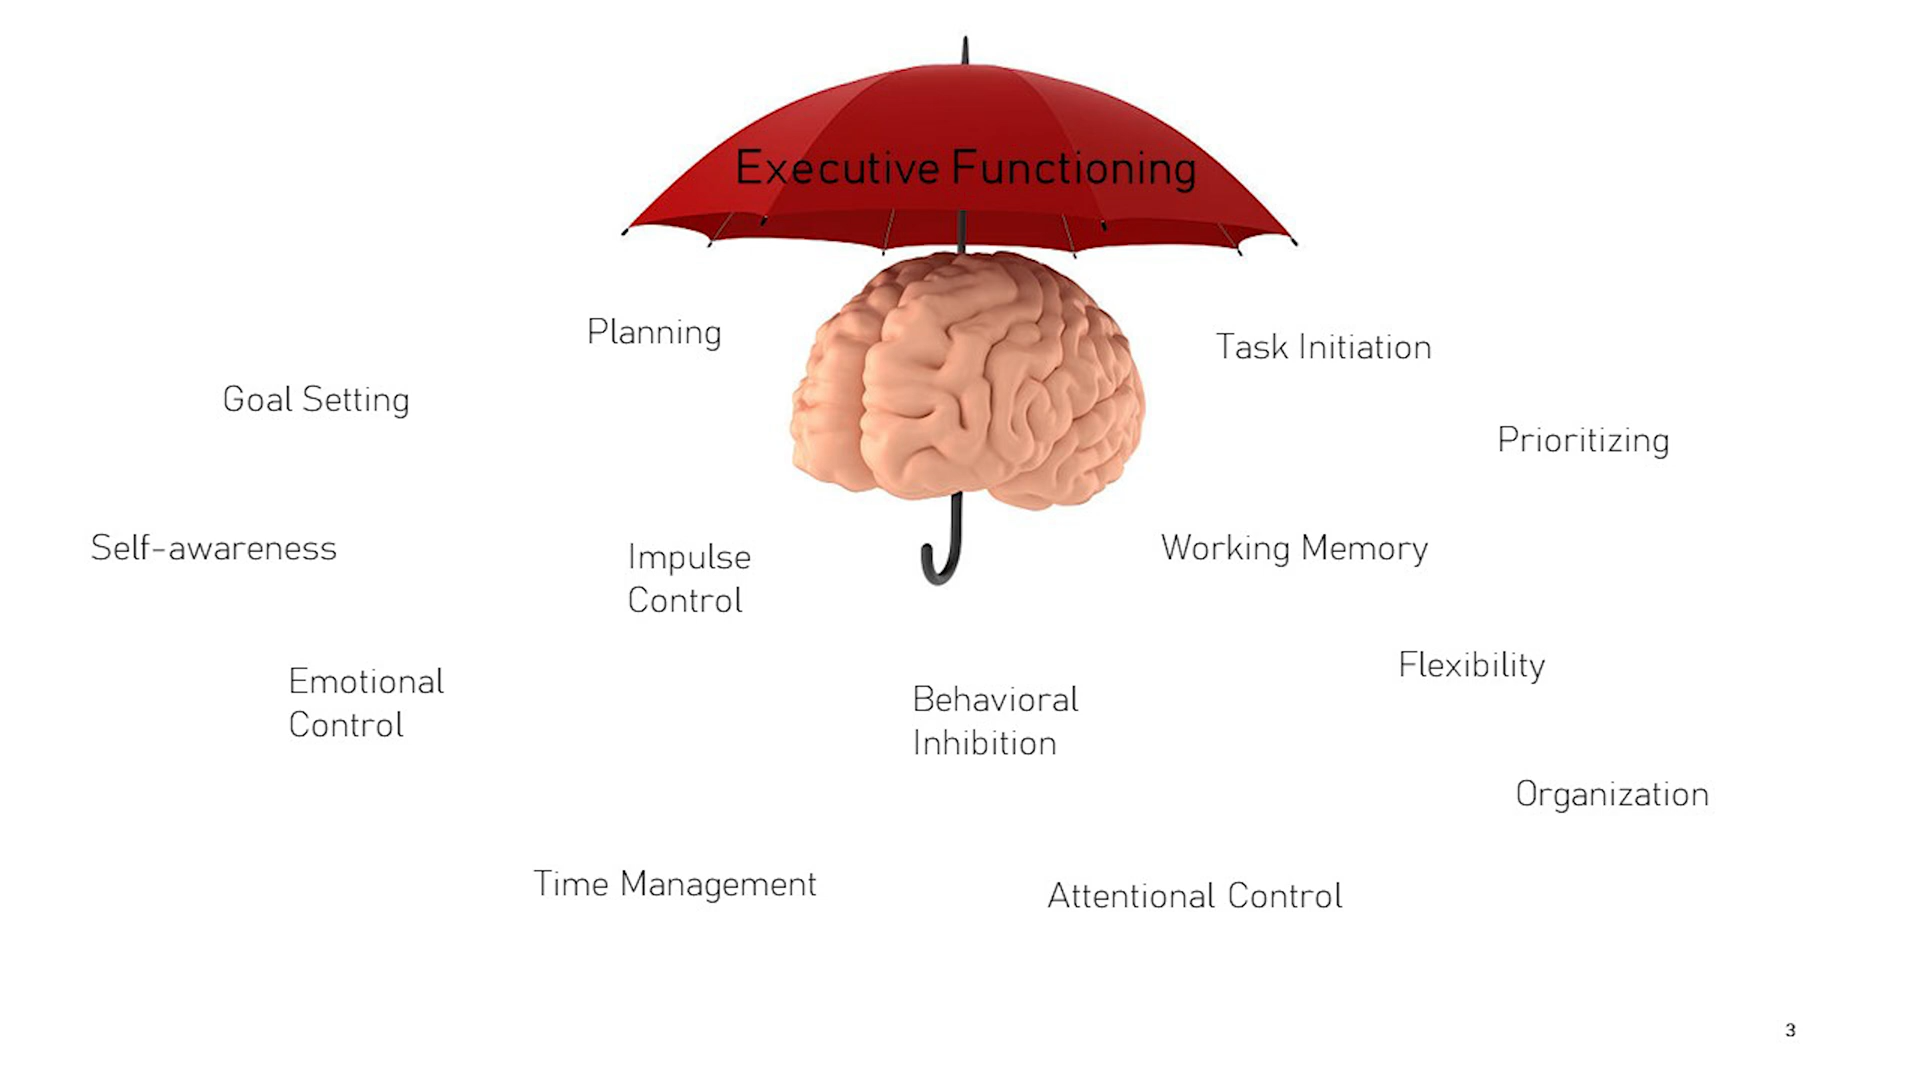 Executive Functioning
Planning
Task Initiation
Goal Setting
Prioritizing
Self-awareness
Impulse
Control
Working Memory
Emotional
Control
Behavioral
Inhibition
Flexibility
Organization
Time Management
Attentional Control
3